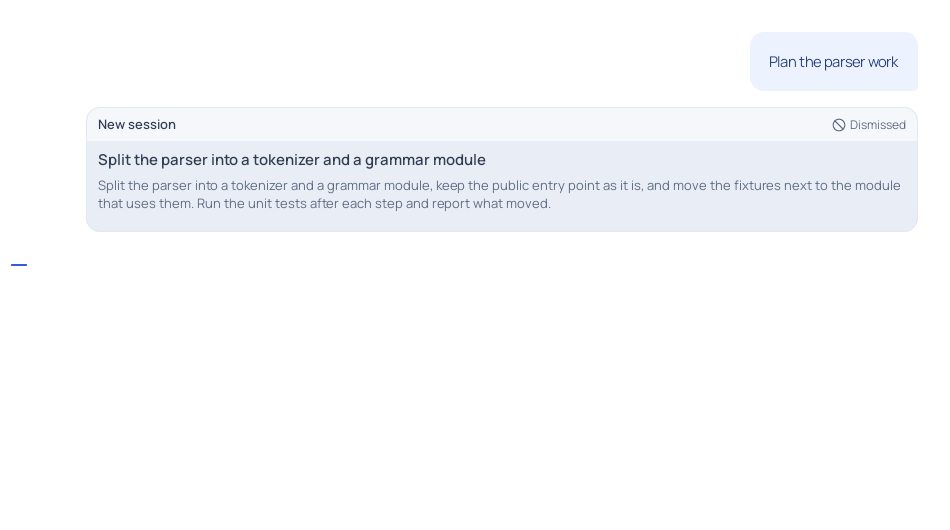 Plan the parser work
New session
Dismissed
Split the parser into a tokenizer and a grammar module
Split the parser into a tokenizer and a grammar module, keep the public entry point as it is, and move the fixtures next to the module
that uses them. Run the unit tests after each step and report what moved.